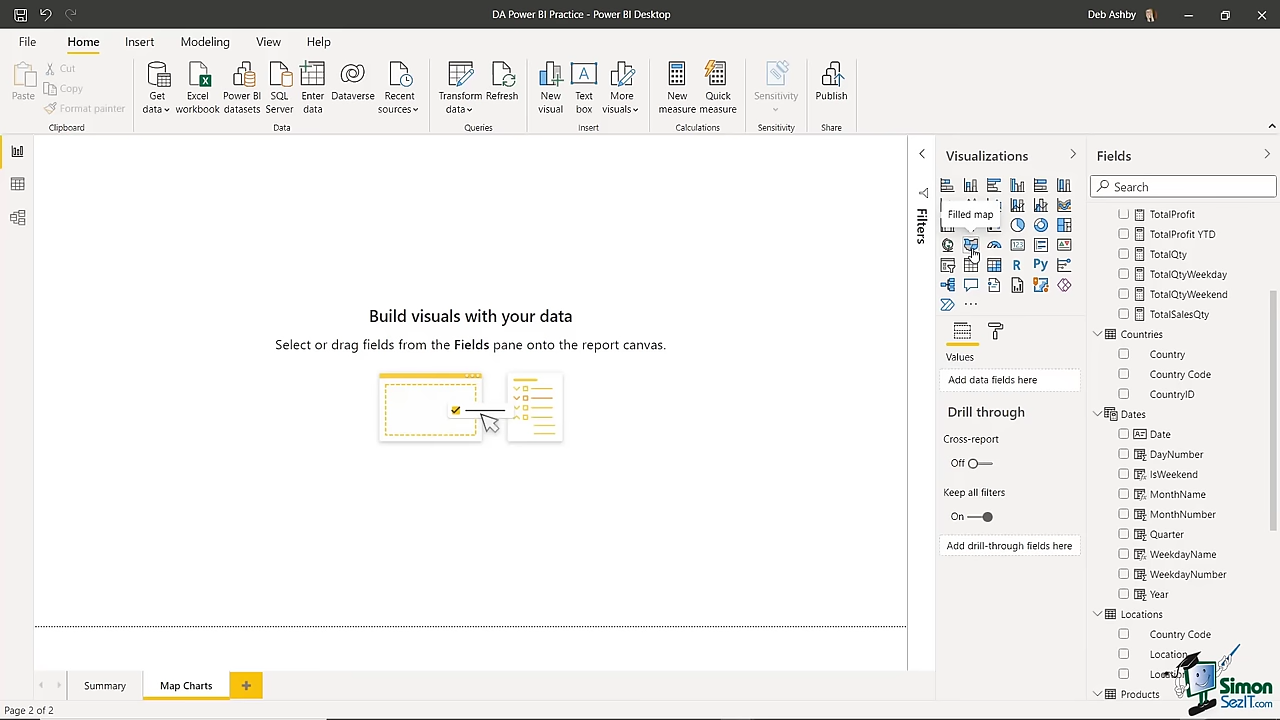 DA Power BI Practice - Power BI Desktop
Deb Ashby
File
Home
Insert
Modeling
View
Help
Paste
Cut
Copy
Format painter
Clipboard
Get data
Excel workbook
Power BI datasets
SQL Server
Enter data
Dataverse
Recent sources
Data
Transform data
Refresh
Queries
New visual
Text box
More visuals
Insert
New measure
Quick measure
Calculations
Sensitivity
Sensitivity
Publish
Share
Build visuals with your data
Select or drag fields from the Fields pane onto the report canvas.
Filters
Visualizations
Filled map
123
R
Py
Values
Add data fields here
Drill through
Cross-report
Off
Keep all filters
On
Add drill-through fields here
Fields
Search
TotalProfit
TotalProfit YTD
TotalQty
TotalQtyWeekday
TotalQtyWeekend
TotalSalesQty
Countries
Country
Country Code
CountryID
Dates
Date
DayNumber
IsWeekend
MonthName
MonthNumber
Quarter
WeekdayName
WeekdayNumber
Year
Locations
Country Code
Location
Products
Summary
Map Charts
Page 2 of 2
Simon
SezIT.com